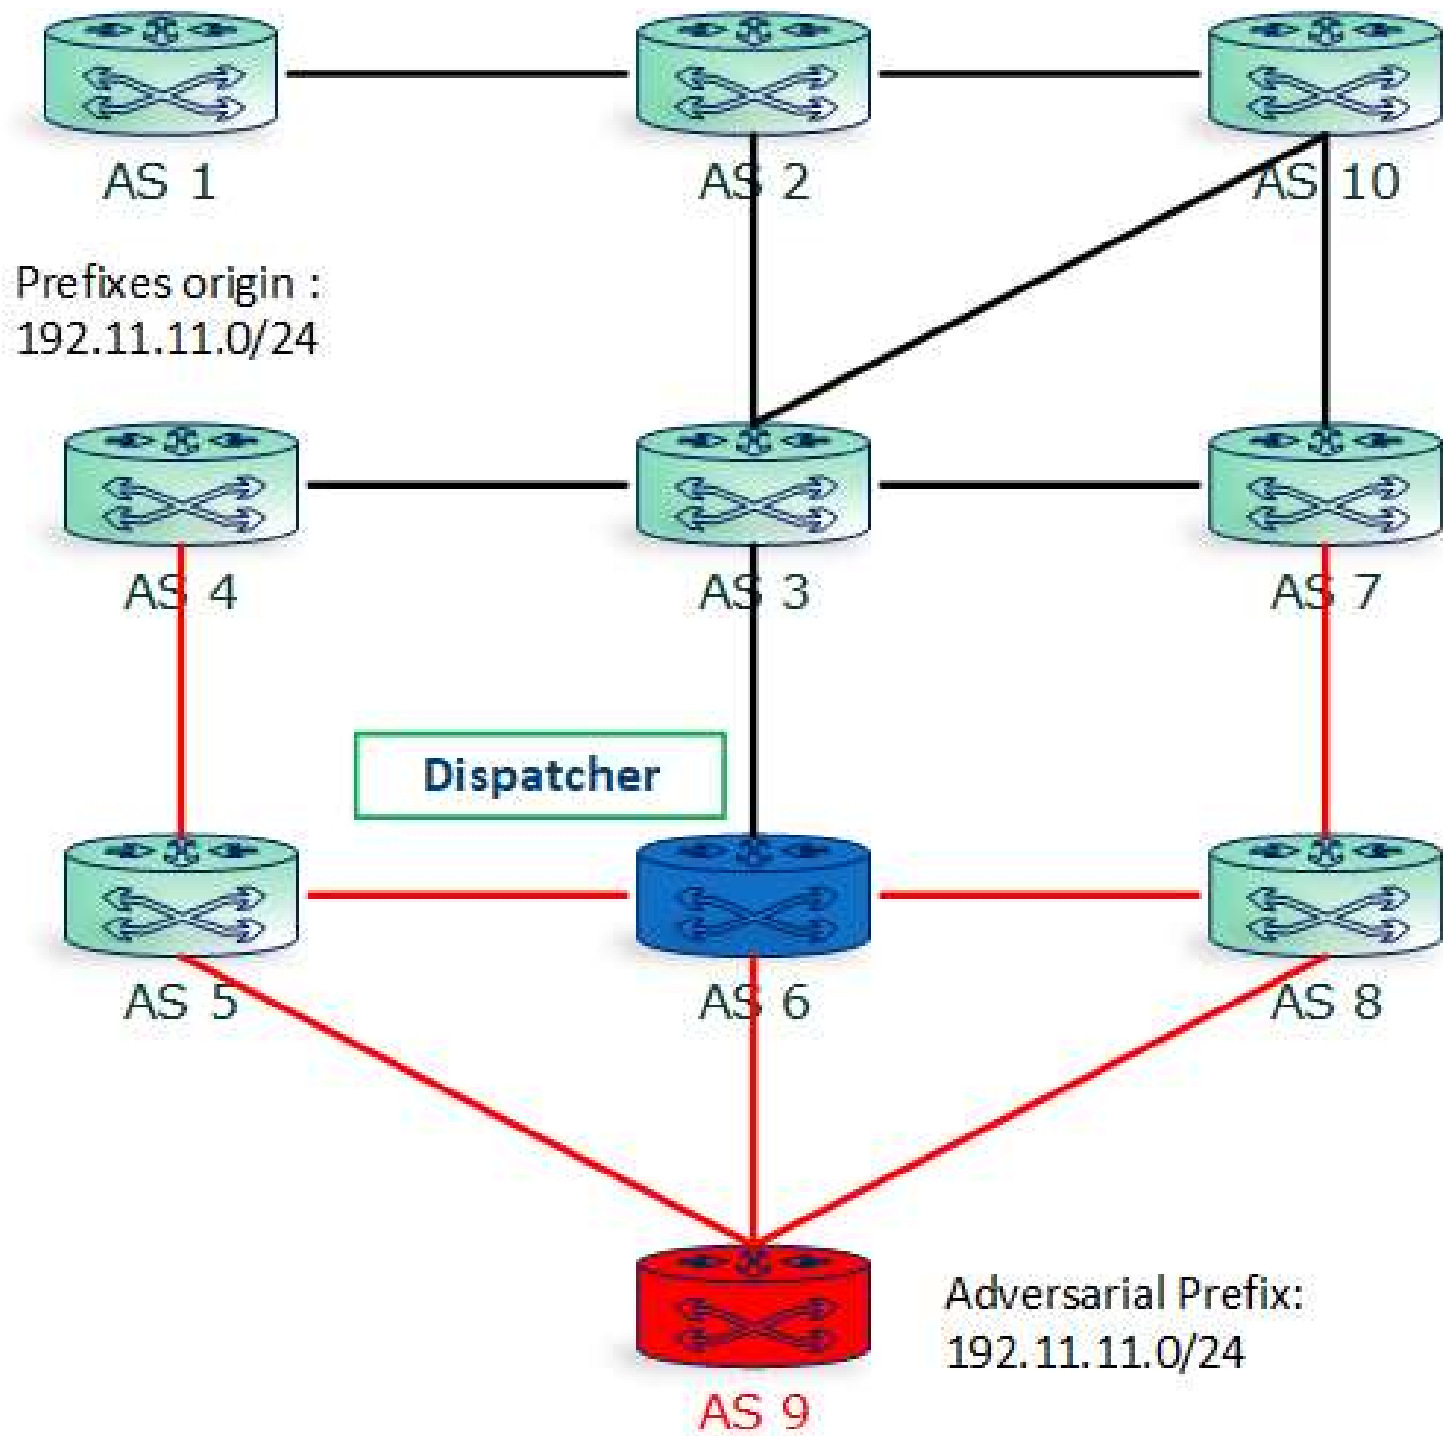 AS 1
AS 2
AS 10
Prefixes origin :
192.11.11.0/24
AS 4
AS 3
AS 7
Dispatcher
AS 5
AS 6
AS 8
Adversarial Prefix:
192.11.11.0/24
AS 9